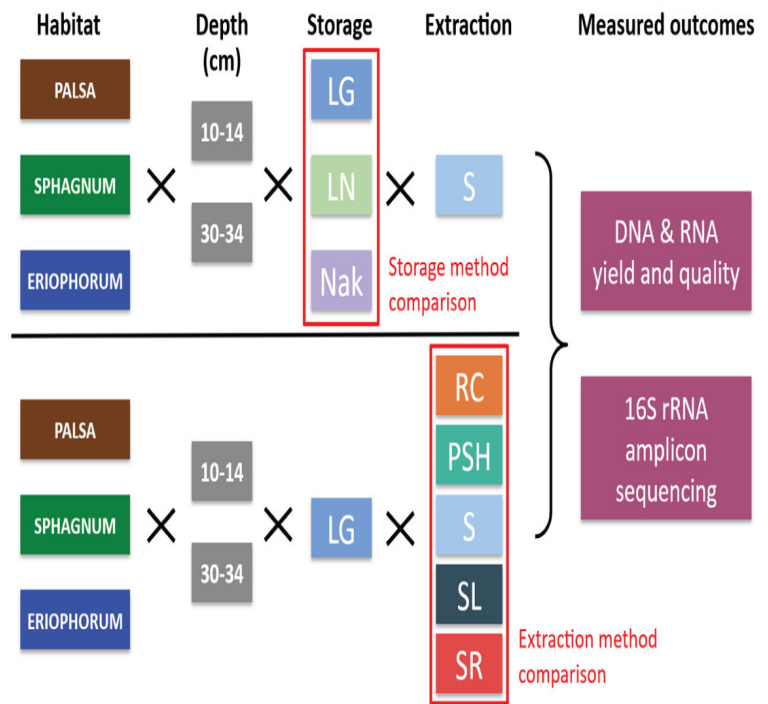 Habitat
Depth
(cm)
Storage
Extraction
Measured outcomes
PALSA
SPHAGNUM
ERIOPHORUM
10-14
30-34
LG
LN
Nak
S
Storage method
comparison
DNA & RNA
yield and quality
16S rRNA
amplicon
sequencing
PALSA
SPHAGNUM
ERIOPHORUM
10-14
30-34
LG
RC
PSH
S
SL
SR
Extraction method
comparison